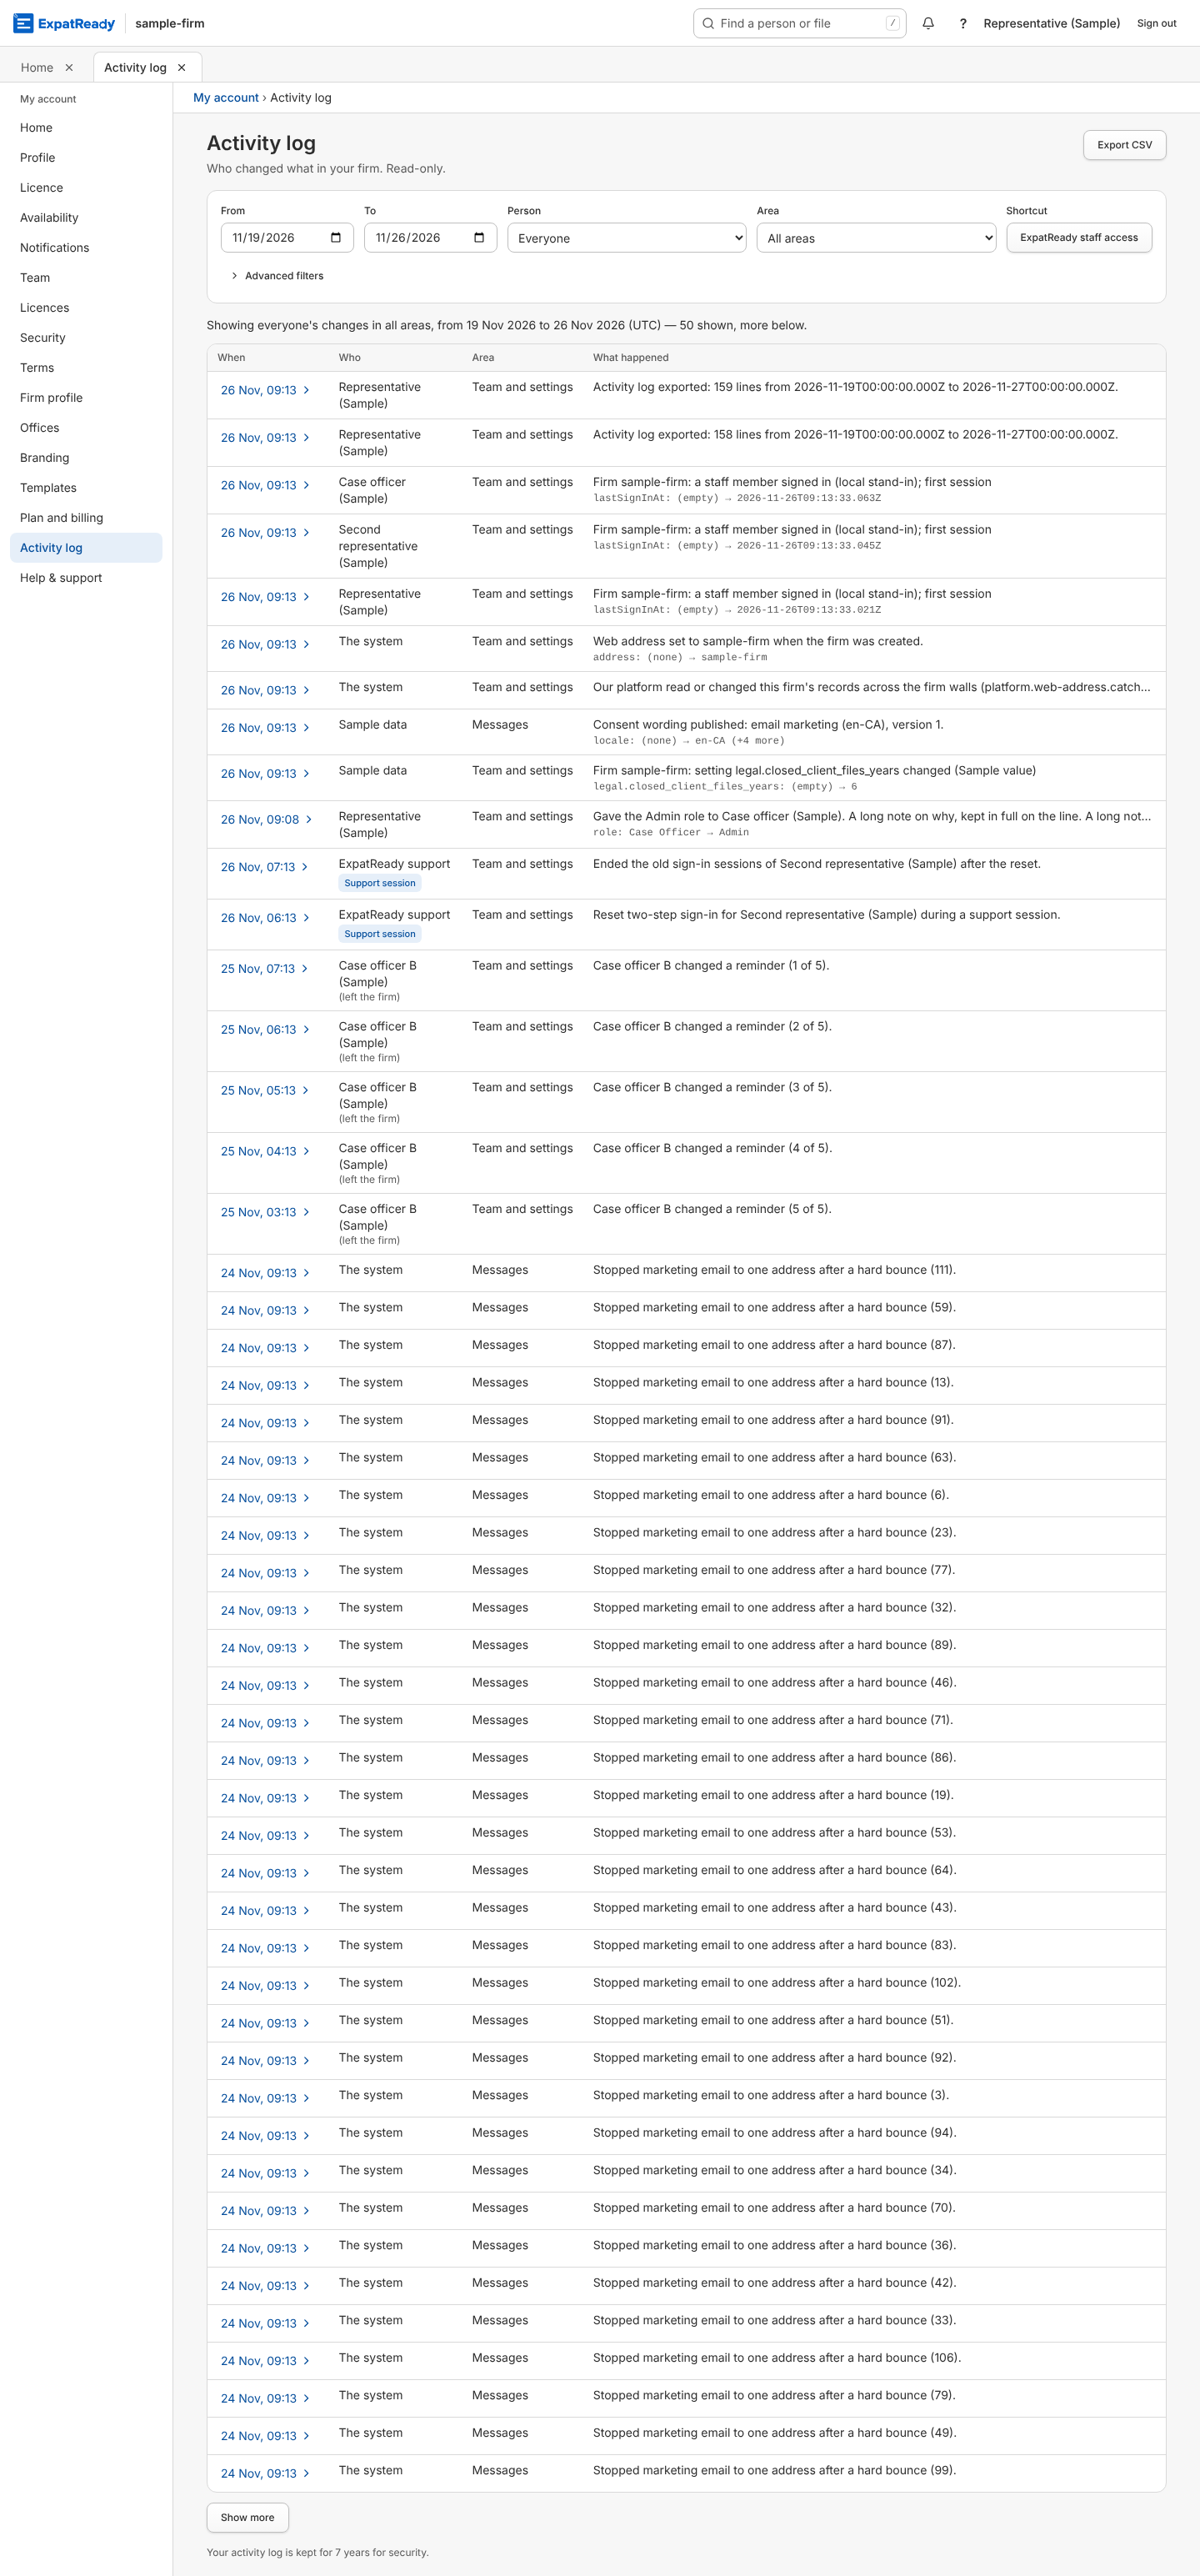 ExpatReady
sample-firm
Find a person or file
/
?
Representative (Sample)
Sign out
Home
Activity log
My account
Home
Profile
Licence
Availability
Notifications
Team
Licences
Security
Terms
Firm profile
Offices
Branding
Templates
Plan and billing
Activity log
Help & support
My account › Activity log
Activity log
Who changed what in your firm. Read-only.
Export CSV
From
To
Person
Area
Shortcut
11/19/2026
11/26/2026
Everyone
All areas
ExpatReady staff access
Advanced filters
Showing everyone's changes in all areas, from 19 Nov 2026 to 26 Nov 2026 (UTC) — 50 shown, more below.
When Who Area What happened
26 Nov, 09:13 Representative (Sample) Team and settings Activity log exported: 159 lines from 2026-11-19T00:00:00.000Z to 2026-11-27T00:00:00.000Z.
26 Nov, 09:13 Representative (Sample) Team and settings Activity log exported: 158 lines from 2026-11-19T00:00:00.000Z to 2026-11-27T00:00:00.000Z.
26 Nov, 09:13 Case officer (Sample) Team and settings Firm sample-firm: a staff member signed in (local stand-in); first session
lastSignInAt: (empty) → 2026-11-26T09:13:33.063Z
26 Nov, 09:13 Second representative (Sample) Team and settings Firm sample-firm: a staff member signed in (local stand-in); first session
lastSignInAt: (empty) → 2026-11-26T09:13:33.045Z
26 Nov, 09:13 Representative (Sample) Team and settings Firm sample-firm: a staff member signed in (local stand-in); first session
lastSignInAt: (empty) → 2026-11-26T09:13:33.021Z
26 Nov, 09:13 The system Team and settings Web address set to sample-firm when the firm was created.
address: (none) → sample-firm
26 Nov, 09:13 The system Team and settings Our platform read or changed this firm's records across the firm walls (platform.web-address.catch...
26 Nov, 09:13 Sample data Messages Consent wording published: email marketing (en-CA), version 1.
locale: (none) → en-CA (+4 more)
26 Nov, 09:13 Sample data Team and settings Firm sample-firm: setting legal.closed_client_files_years changed (Sample value)
legal.closed_client_files_years: (empty) → 6
26 Nov, 09:08 Representative (Sample) Team and settings Gave the Admin role to Case officer (Sample). A long note on why, kept in full on the line. A long not...
role: Case Officer → Admin
26 Nov, 07:13 ExpatReady support Team and settings Ended the old sign-in sessions of Second representative (Sample) after the reset.
Support session
26 Nov, 06:13 ExpatReady support Team and settings Reset two-step sign-in for Second representative (Sample) during a support session.
Support session
25 Nov, 07:13 Case officer B (Sample) Team and settings Case officer B changed a reminder (1 of 5).
(left the firm)
25 Nov, 06:13 Case officer B (Sample) Team and settings Case officer B changed a reminder (2 of 5).
(left the firm)
25 Nov, 05:13 Case officer B (Sample) Team and settings Case officer B changed a reminder (3 of 5).
(left the firm)
25 Nov, 04:13 Case officer B (Sample) Team and settings Case officer B changed a reminder (4 of 5).
(left the firm)
25 Nov, 03:13 Case officer B (Sample) Team and settings Case officer B changed a reminder (5 of 5).
(left the firm)
24 Nov, 09:13 The system Messages Stopped marketing email to one address after a hard bounce (111).
24 Nov, 09:13 The system Messages Stopped marketing email to one address after a hard bounce (59).
24 Nov, 09:13 The system Messages Stopped marketing email to one address after a hard bounce (87).
24 Nov, 09:13 The system Messages Stopped marketing email to one address after a hard bounce (13).
24 Nov, 09:13 The system Messages Stopped marketing email to one address after a hard bounce (91).
24 Nov, 09:13 The system Messages Stopped marketing email to one address after a hard bounce (63).
24 Nov, 09:13 The system Messages Stopped marketing email to one address after a hard bounce (6).
24 Nov, 09:13 The system Messages Stopped marketing email to one address after a hard bounce (23).
24 Nov, 09:13 The system Messages Stopped marketing email to one address after a hard bounce (77).
24 Nov, 09:13 The system Messages Stopped marketing email to one address after a hard bounce (32).
24 Nov, 09:13 The system Messages Stopped marketing email to one address after a hard bounce (89).
24 Nov, 09:13 The system Messages Stopped marketing email to one address after a hard bounce (46).
24 Nov, 09:13 The system Messages Stopped marketing email to one address after a hard bounce (71).
24 Nov, 09:13 The system Messages Stopped marketing email to one address after a hard bounce (86).
24 Nov, 09:13 The system Messages Stopped marketing email to one address after a hard bounce (19).
24 Nov, 09:13 The system Messages Stopped marketing email to one address after a hard bounce (53).
24 Nov, 09:13 The system Messages Stopped marketing email to one address after a hard bounce (64).
24 Nov, 09:13 The system Messages Stopped marketing email to one address after a hard bounce (43).
24 Nov, 09:13 The system Messages Stopped marketing email to one address after a hard bounce (83).
24 Nov, 09:13 The system Messages Stopped marketing email to one address after a hard bounce (102).
24 Nov, 09:13 The system Messages Stopped marketing email to one address after a hard bounce (51).
24 Nov, 09:13 The system Messages Stopped marketing email to one address after a hard bounce (92).
24 Nov, 09:13 The system Messages Stopped marketing email to one address after a hard bounce (3).
24 Nov, 09:13 The system Messages Stopped marketing email to one address after a hard bounce (94).
24 Nov, 09:13 The system Messages Stopped marketing email to one address after a hard bounce (34).
24 Nov, 09:13 The system Messages Stopped marketing email to one address after a hard bounce (70).
24 Nov, 09:13 The system Messages Stopped marketing email to one address after a hard bounce (36).
24 Nov, 09:13 The system Messages Stopped marketing email to one address after a hard bounce (42).
24 Nov, 09:13 The system Messages Stopped marketing email to one address after a hard bounce (33).
24 Nov, 09:13 The system Messages Stopped marketing email to one address after a hard bounce (106).
24 Nov, 09:13 The system Messages Stopped marketing email to one address after a hard bounce (79).
24 Nov, 09:13 The system Messages Stopped marketing email to one address after a hard bounce (49).
24 Nov, 09:13 The system Messages Stopped marketing email to one address after a hard bounce (99).
Show more
Your activity log is kept for 7 years for security.